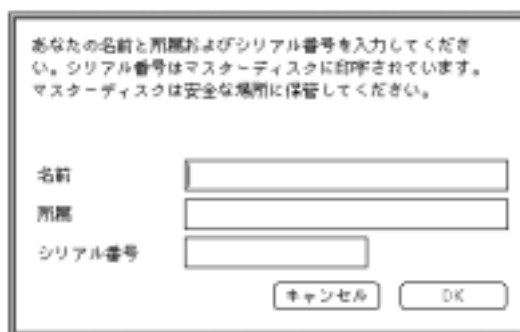 あなたの名前と所属およびシリアル番号を入力してくださ
い。シリアル番号はマスターディスクに印字されています。
マスターディスクは安全な場所に保管してください。
名前
所属
シリアル番号
キャンセル
OK